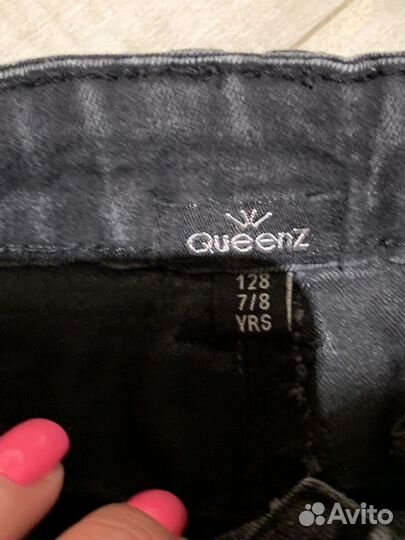 QueenZ
128
7/8
YRS
Avito